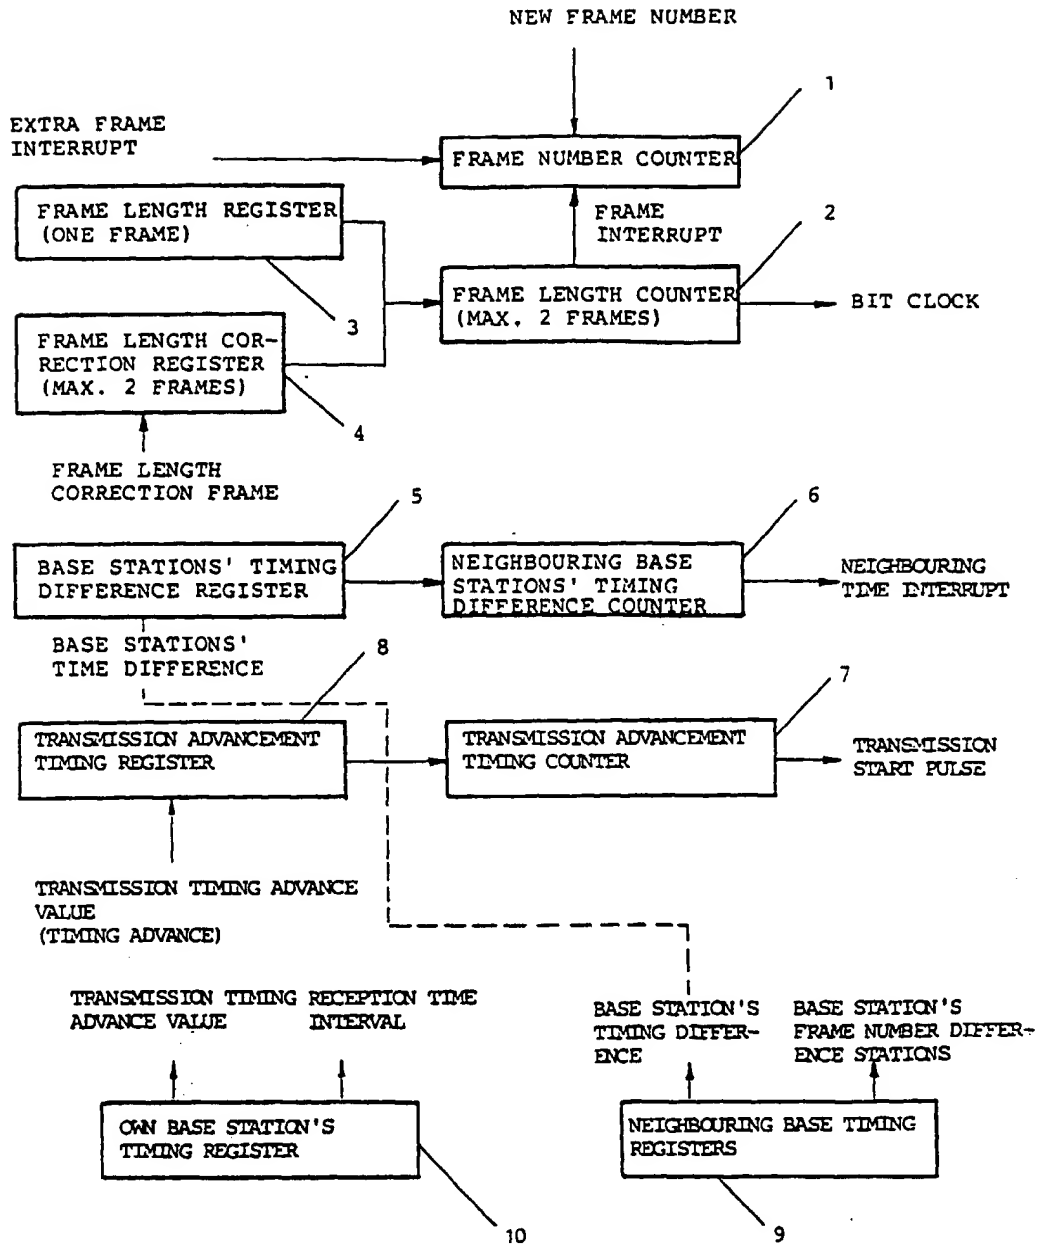 NEW FRAME NUMBER
1
EXTRA FRAME
INTERRUPT
FRAME NUMBER COUNTER
FRAME LENGTH REGISTER
(ONE FRAME)
FRAME
INTERRUPT
2
3
FRAME LENGTH COUNTER
(MAX. 2 FRAMES)
BIT CLOCK
FRAME LENGTH COR-
RECTION REGISTER
(MAX. 2 FRAMES)
4
FRAME LENGTH
CORRECTION FRAME
5
6
BASE STATIONS' TIMING
DIFFERENCE REGISTER
NEIGHBOURING BASE
STATIONS' TIMING
DIFFERENCE COUNTER
NEIGHBOURING
TIME INTERRUPT
BASE STATIONS'
TIME DIFFERENCE
8
7
TRANSMISSION ADVANCEMENT
TIMING REGISTER
TRANSMISSION ADVANCEMENT
TIMING COUNTER
TRANSMISSION
START PULSE
TRANSMISSION TIMING ADVANCE
VALUE
(TIMING ADVANCE)
TRANSMISSION TIMING
ADVANCE VALUE
RECEPTION TIME
INTERVAL
BASE STATION'S
TIMING DIFFER-
ENCE
BASE STATION'S
FRAME NUMBER DIFFER-
ENCE STATIONS
OWN BASE STATION'S
TIMING REGISTER
NEIGHBOURING BASE TIMING
REGISTERS
10
9